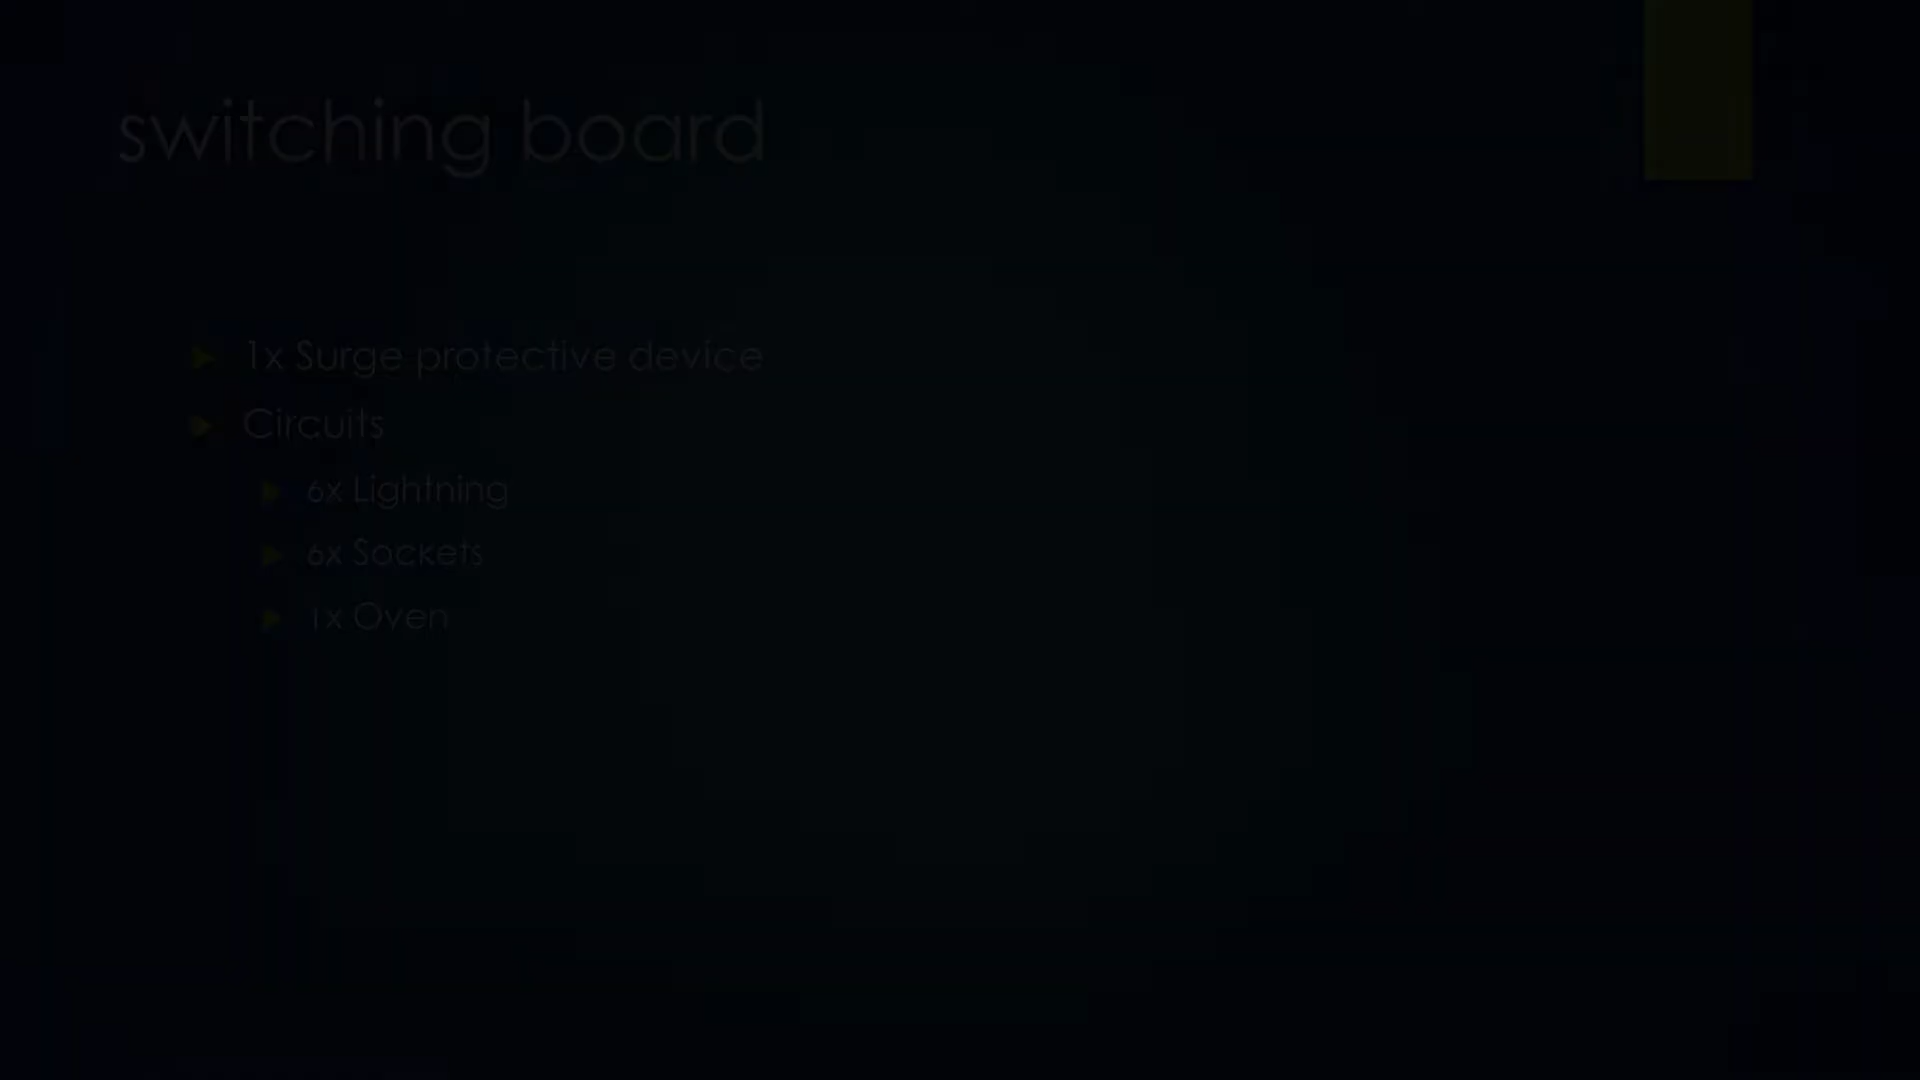 switching board
1x Surge protective device
Circuits
6x Lightning
6x Sockets
1x Oven